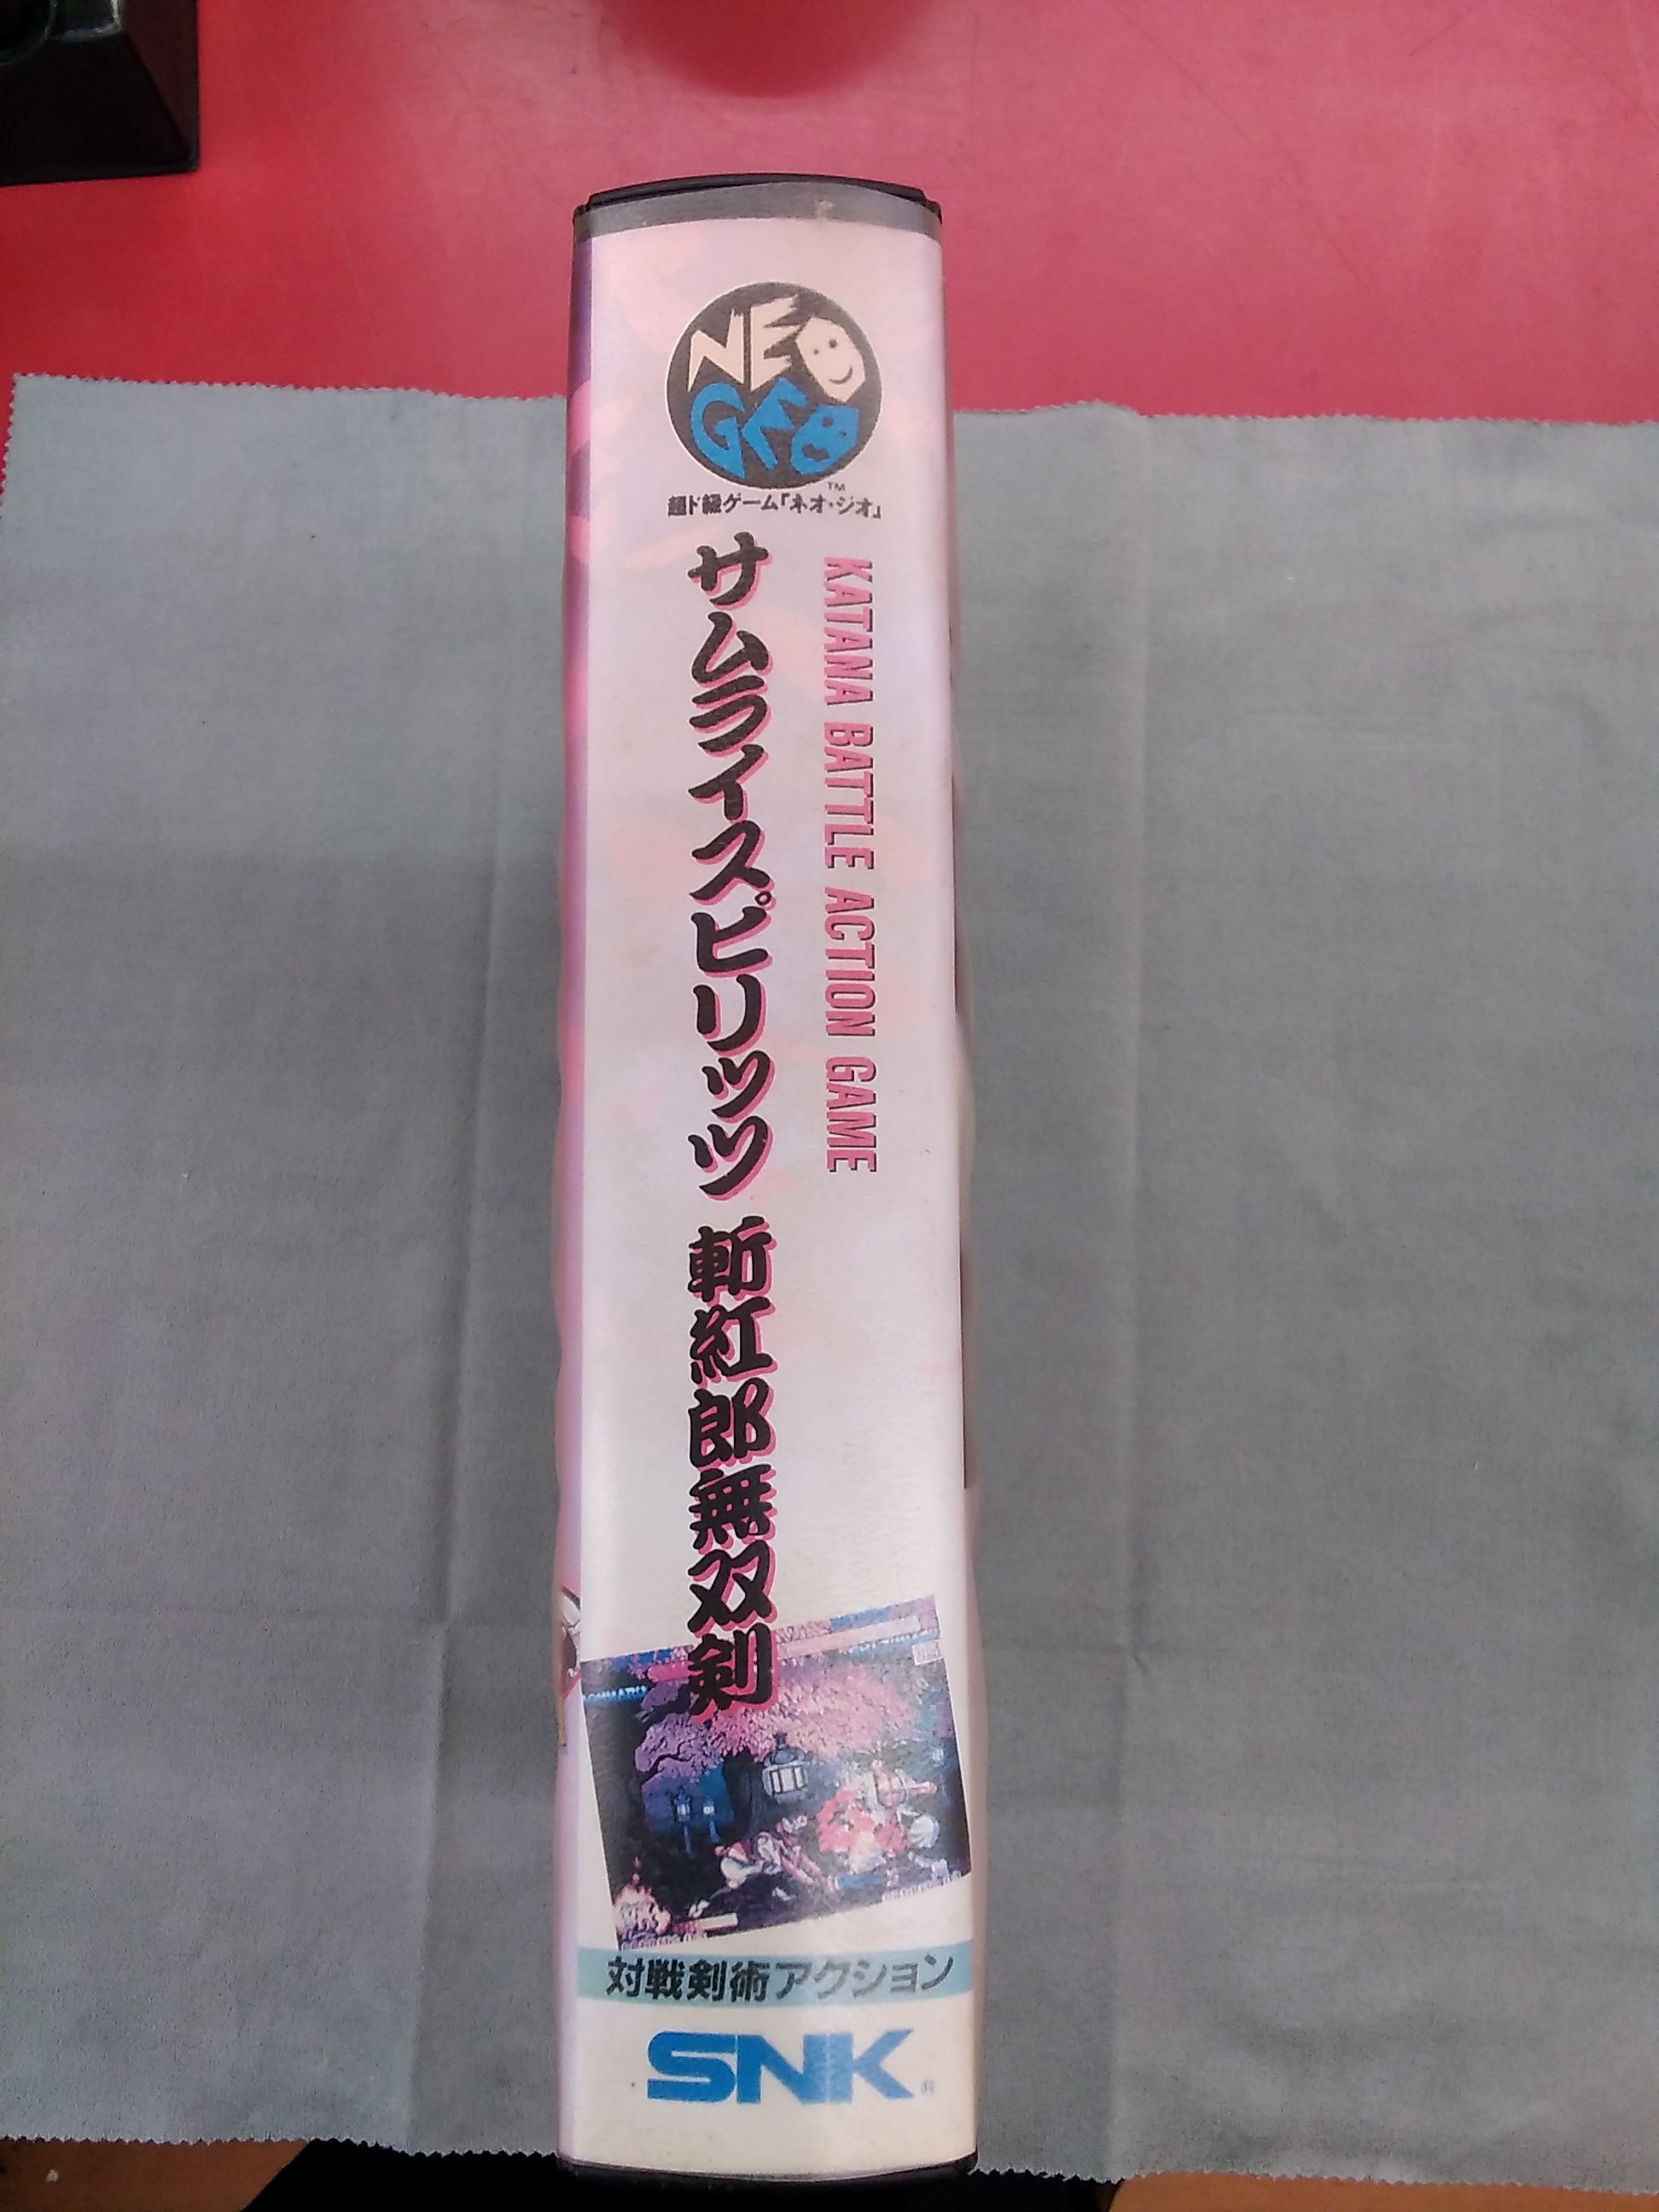 NEO
GEO
TM
超ド級ゲーム「ネオ・ジオ」
KATANA BATTLE ACTION GAME
サムライスピリッツ 斬紅郎無双剣
対戦剣術アクション
SNK®